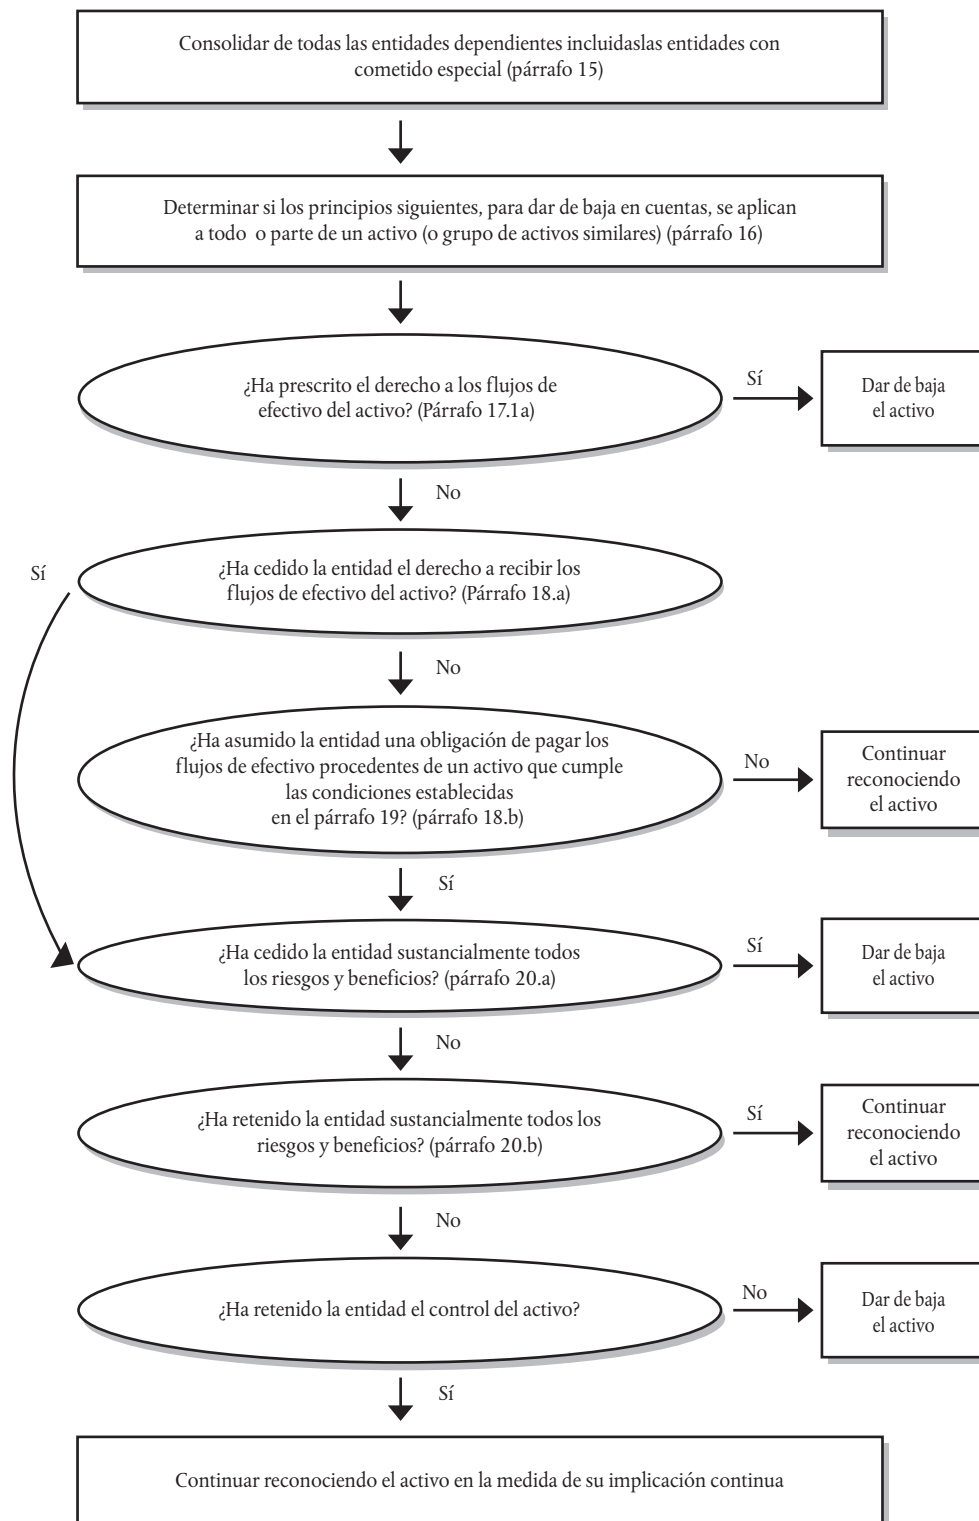 Consolidar de todas las entidades dependientes incluidaslas entidades con
cometido especial (párrafo 15)
Determinar si los principios siguientes, para dar de baja en cuentas, se aplican
a todo o parte de un activo (o grupo de activos similares) (párrafo 16)
¿Ha prescrito el derecho a los flujos de
efectivo del activo? (Párrafo 17.1a)
Sí
Dar de baja
el activo
No
¿Ha cedido la entidad el derecho a recibir los
flujos de efectivo del activo? (Párrafo 18.a)
Sí
No
¿Ha asumido la entidad una obligación de pagar los
flujos de efectivo procedentes de un activo que cumple
las condiciones establecidas
en el párrafo 19? (párrafo 18.b)
No
Continuar
reconociendo
el activo
Sí
¿Ha cedido la entidad sustancialmente todos
los riesgos y beneficios? (párrafo 20.a)
Sí
Dar de baja
el activo
No
¿Ha retenido la entidad sustancialmente todos los
riesgos y beneficios? (párrafo 20.b)
Sí
Continuar
reconociendo
el activo
No
¿Ha retenido la entidad el control del activo?
No
Dar de baja
el activo
Sí
Continuar reconociendo el activo en la medida de su implicación continua